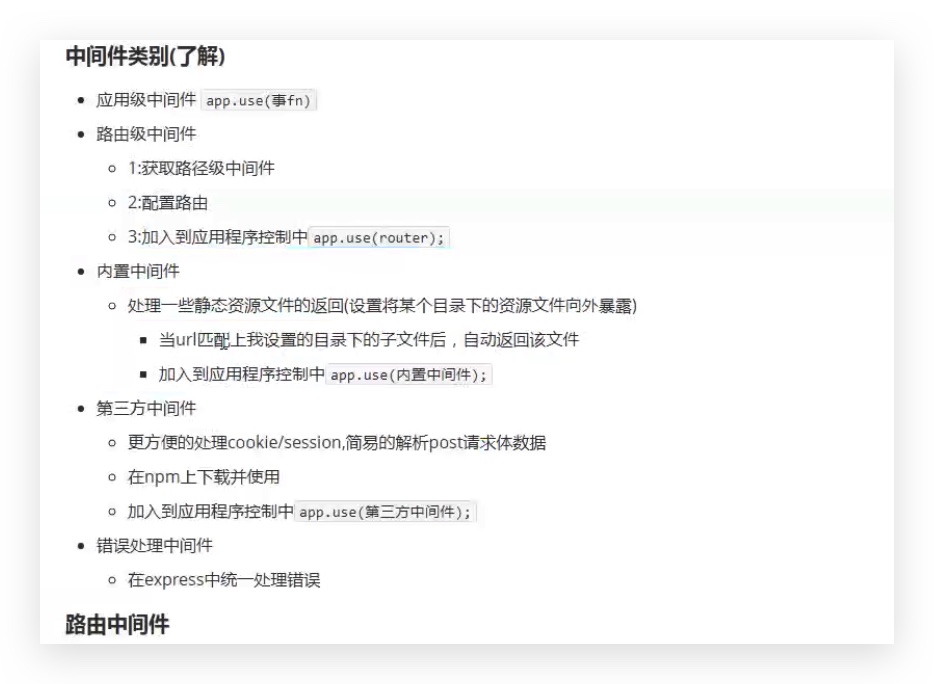 中间件类别(了解)
应用级中间件 app.use(事fn)
路由级中间件
1:获取路径级中间件
2:配置路由
3:加入到应用程序控制中 app.use(router);
内置中间件
处理一些静态资源文件的返回(设置将某个目录下的资源文件向外暴露)
当url匹配上我设置的目录下的子文件后，自动返回该文件
加入到应用程序控制中 app.use(内置中间件);
第三方中间件
更方便的处理cookie/session,简易的解析post请求体数据
在npm上下载并使用
加入到应用程序控制中 app.use(第三方中间件);
错误处理中间件
在express中统一处理错误
路由中间件